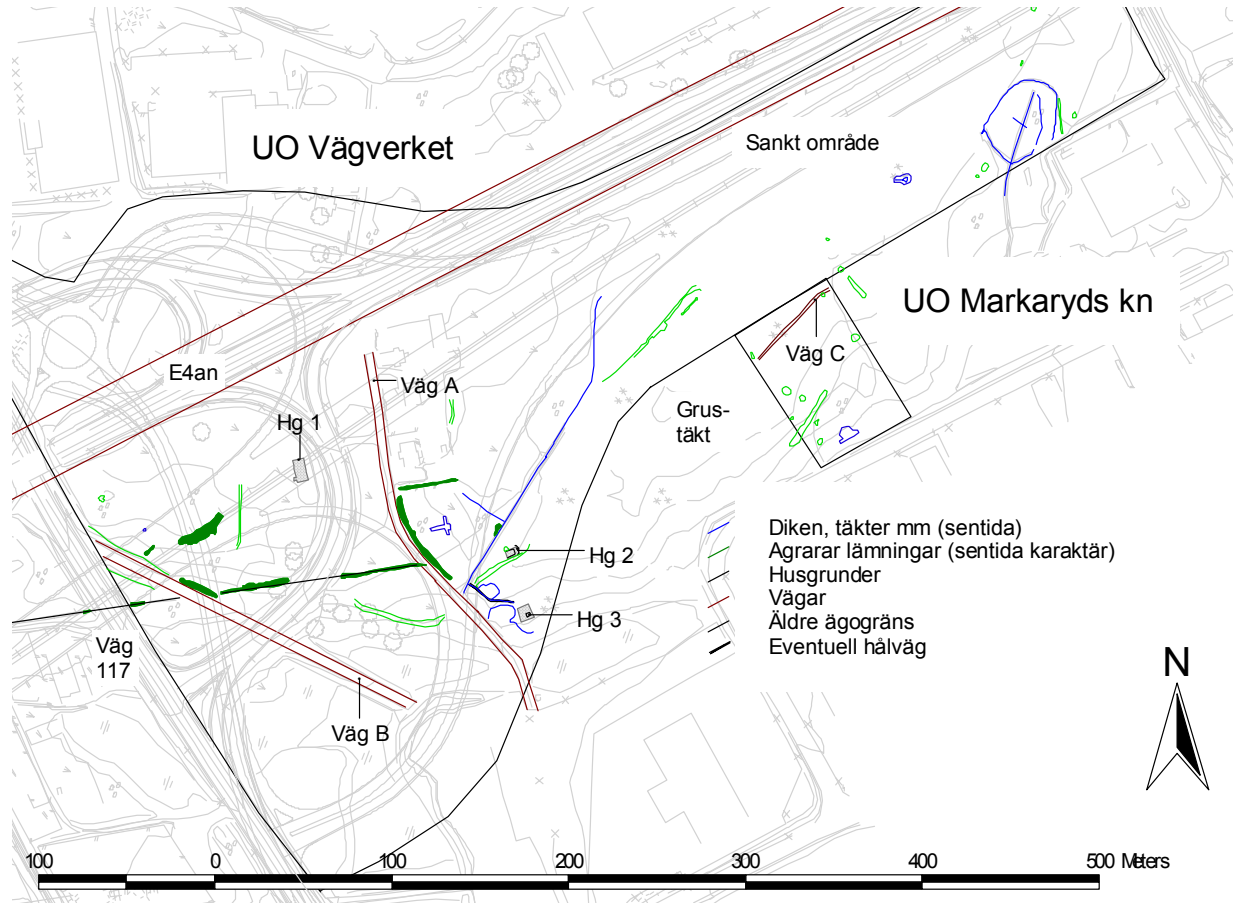 UO Vägverket
Sankt område
UO Markaryds kn
Väg C
E4an
Väg A
Hg 1
Grus-
täkt
Hg 2
Hg 3
Väg
117
Väg B
Diken, täkter mm (sentida)
Agrarar lämningar (sentida karaktär)
Husgrunder
Vägar
Äldre ägogräns
Eventuell hålväg
N
100 0 100 200 300 400 500 Meters